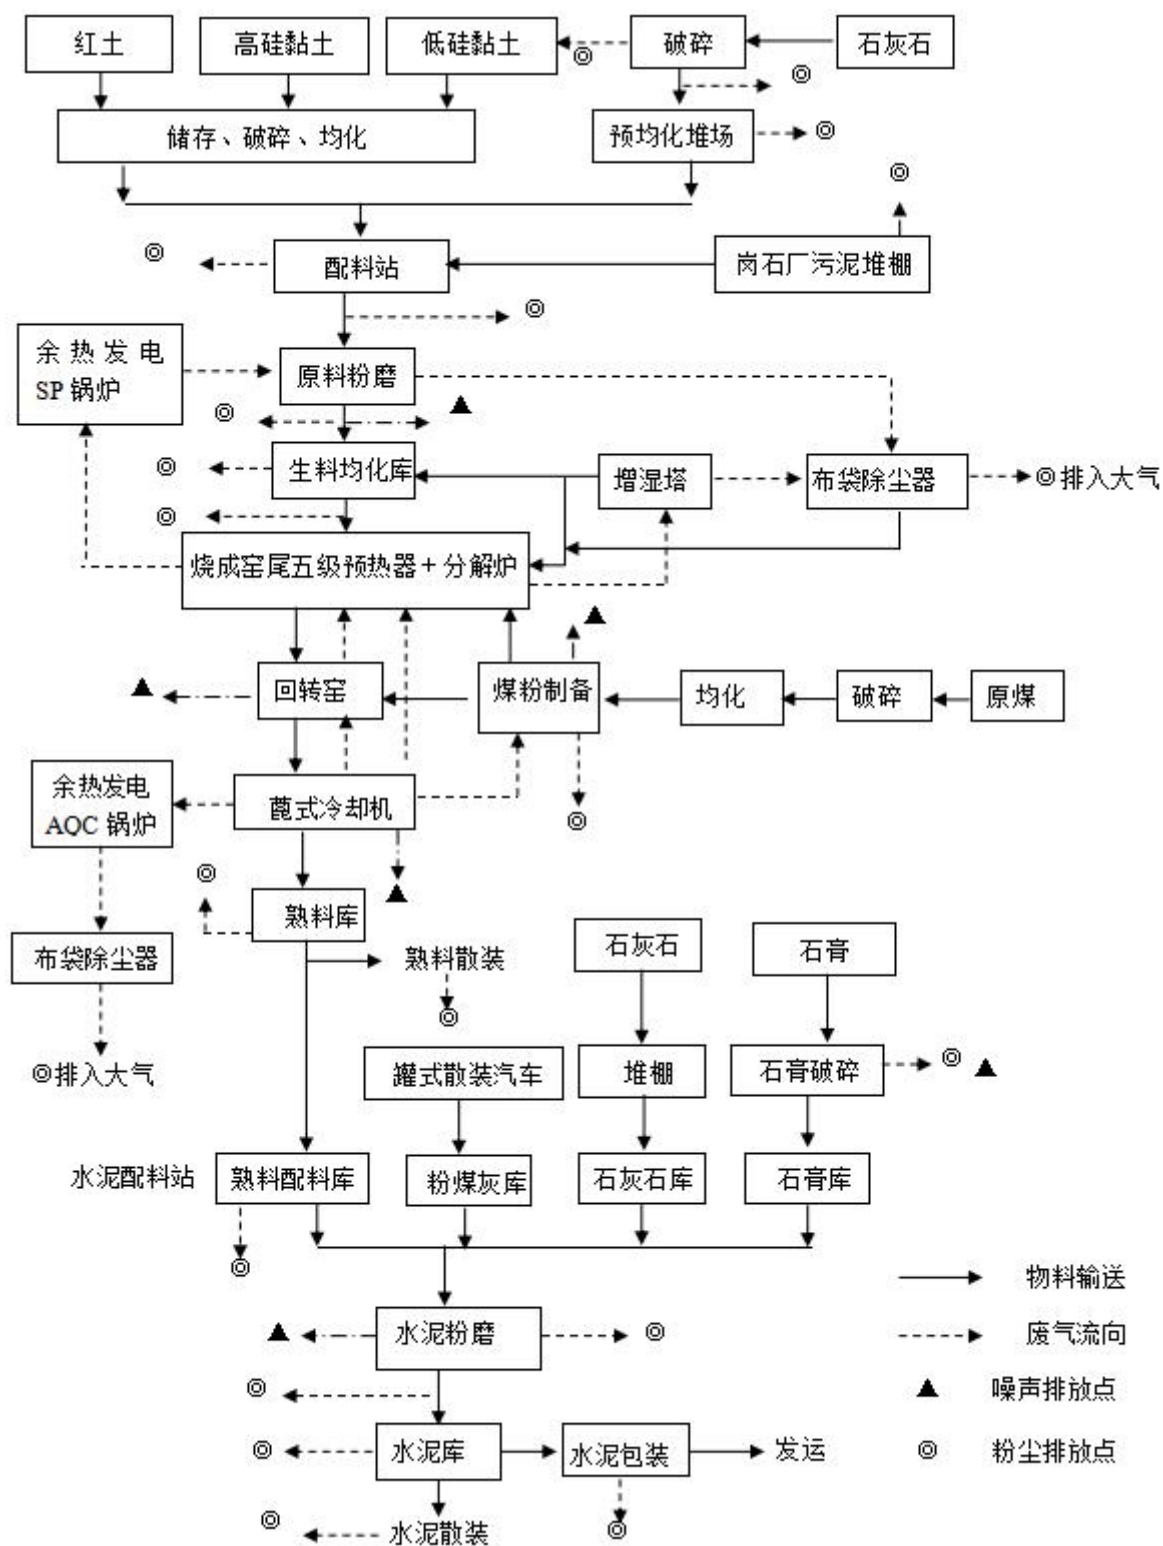 红土
高硅黏土
低硅黏土
破碎
石灰石
储存、破碎、均化
预均化堆场
配料站
岗石厂污泥堆棚
余热发电
SP 锅炉
原料粉磨
生料均化库
增湿塔
布袋除尘器
排入大气
烧成窑尾五级预热器＋分解炉
回转窑
煤粉制备
均化
破碎
原煤
余热发电
AQC 锅炉
蓖式冷却机
熟料库
布袋除尘器
熟料散装
石灰石
石膏
排入大气
罐式散装汽车
堆棚
石膏破碎
水泥配料站
熟料配料库
粉煤灰库
石灰石库
石膏库
物料输送
水泥粉磨
废气流向
噪声排放点
水泥库
水泥包装
发运
粉尘排放点
水泥散装